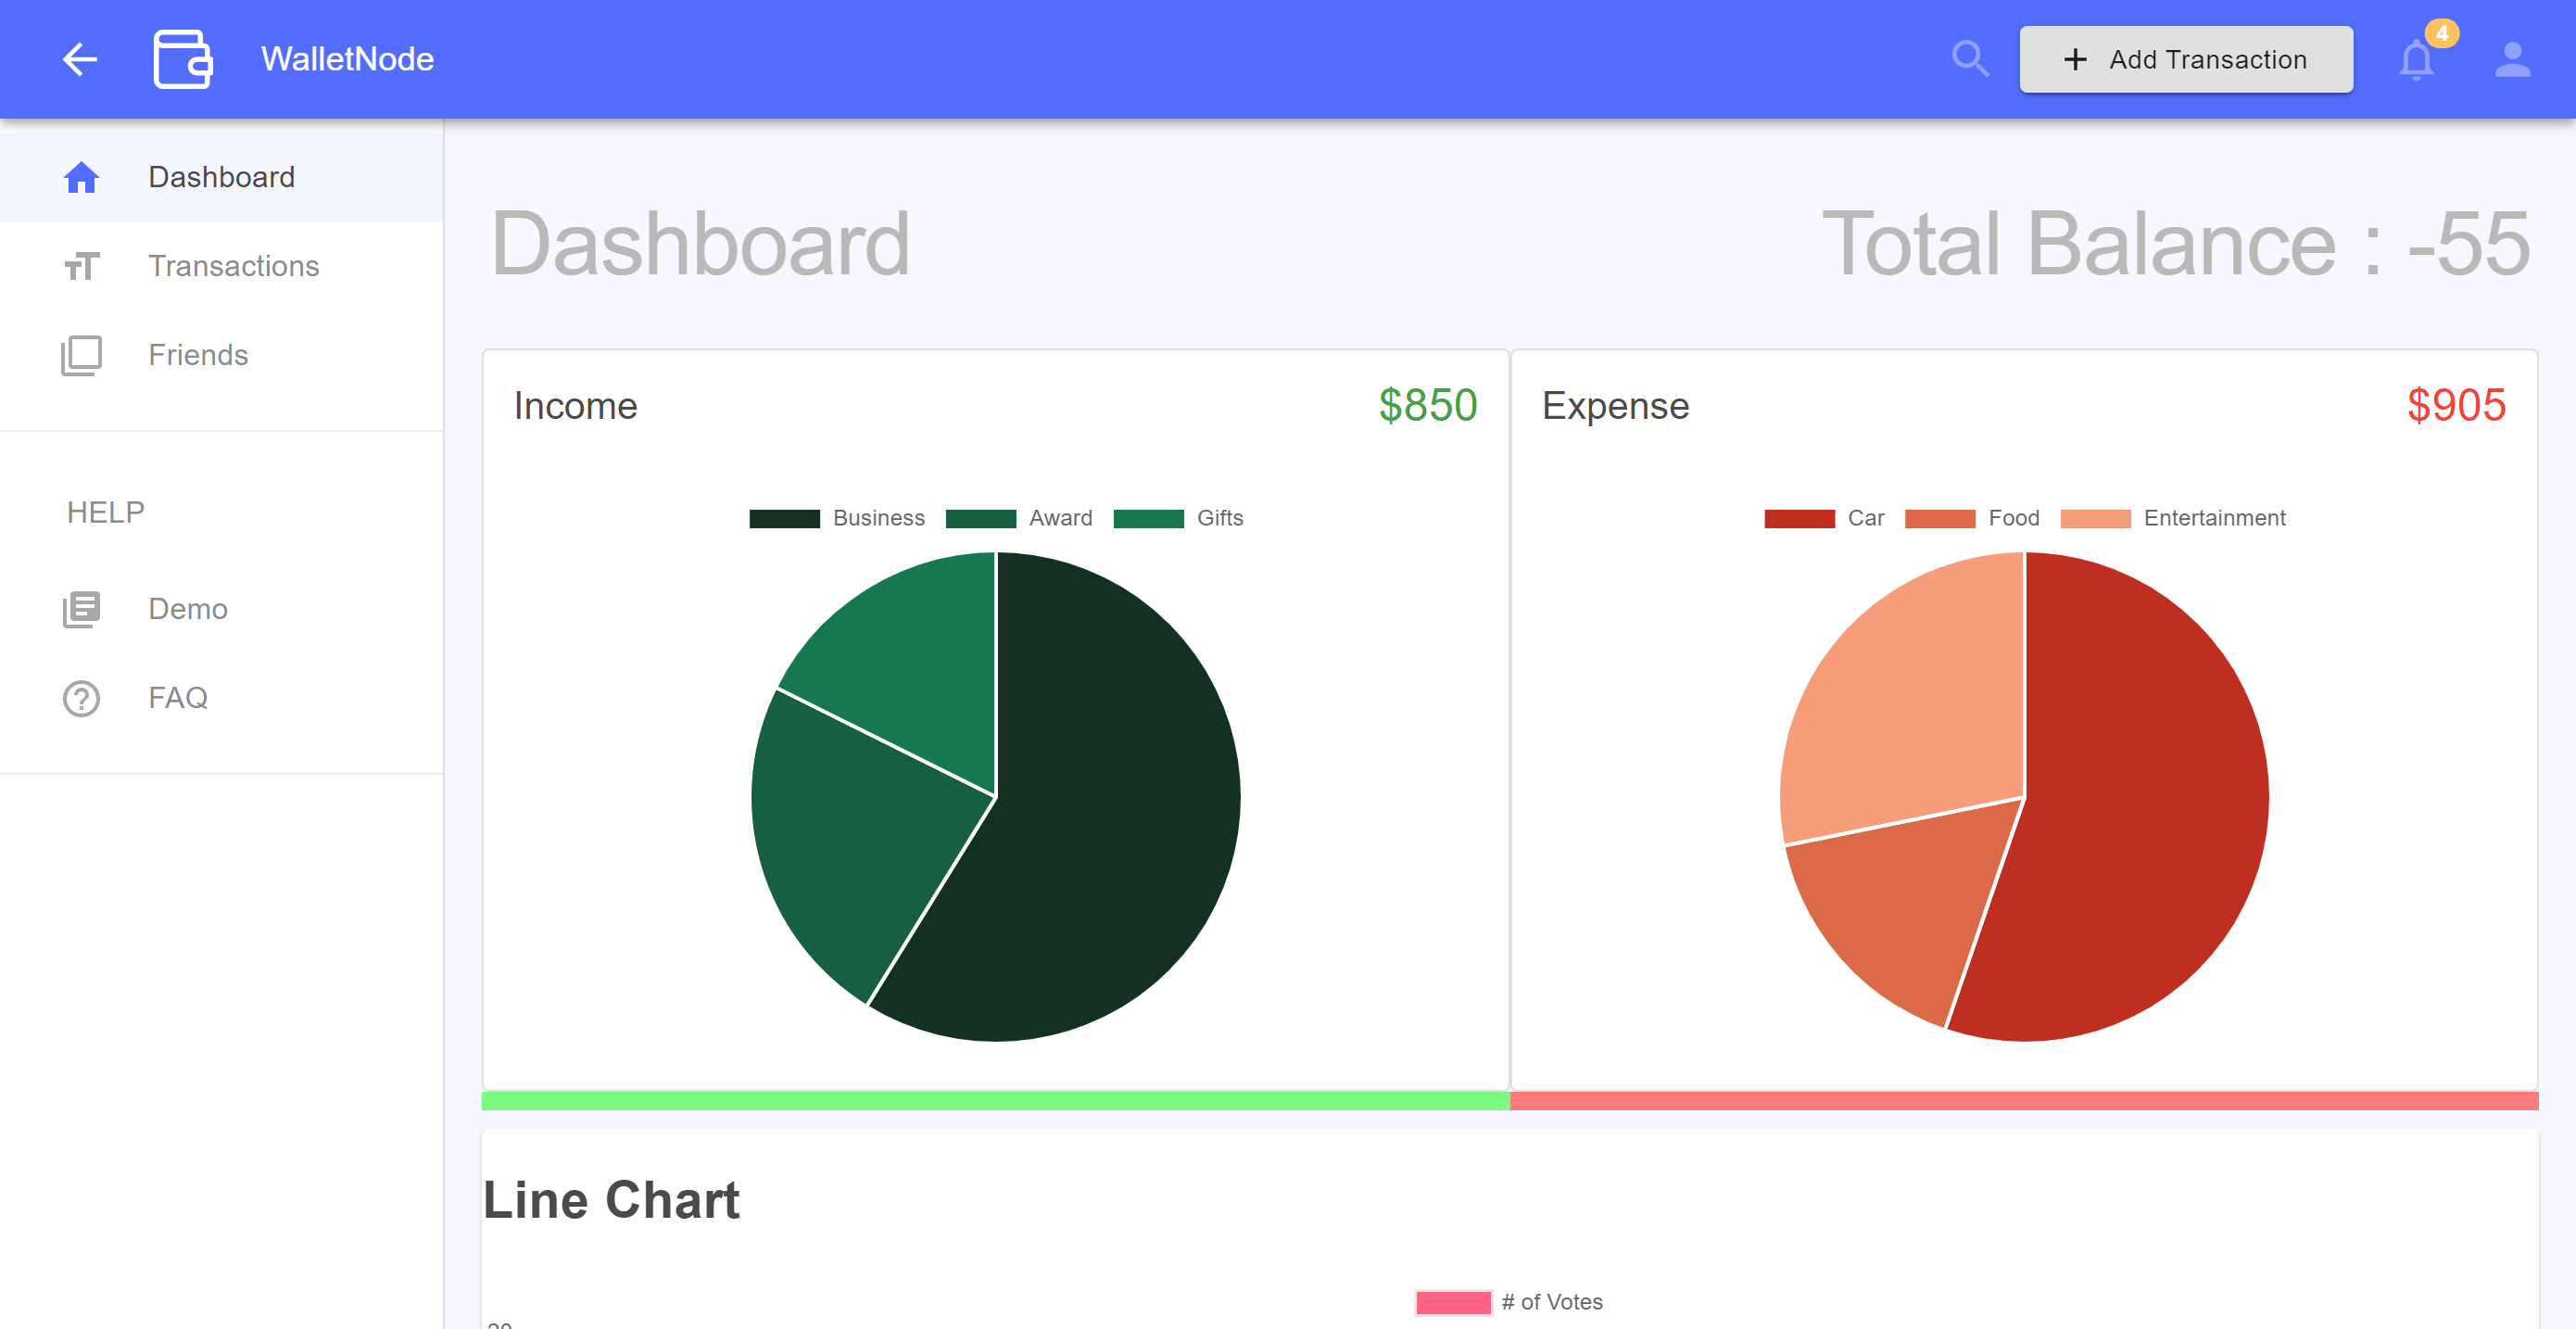 WalletNode
Add Transaction
4
Dashboard
Transactions
Friends
HELP
Demo
FAQ
Dashboard
Total Balance : -55
Income
$850
Business Award Gifts
Expense
$905
Car Food Entertainment
Line Chart
# of Votes